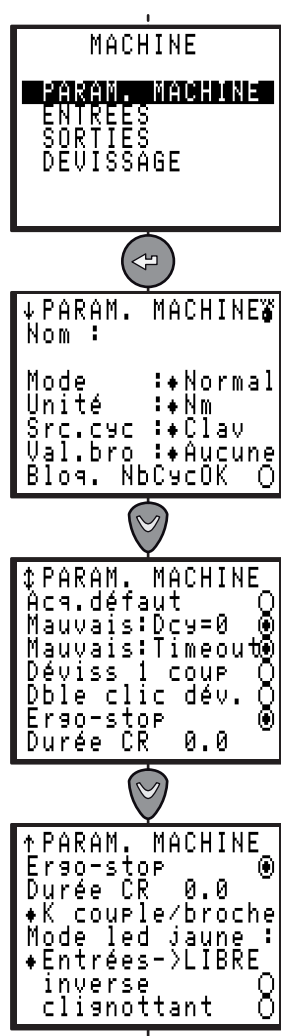 MACHINE
PARAM. MACHINE
ENTREES
SORTIES
DEVISSAGE
↓PARAM. MACHINE
Nom :
Mode :♦Normal
Unité :♦Nm
Src.cyc :♦Clav
Val.bro :♦Aucune
Bloq. NbCycOK
↕PARAM. MACHINE
Acq.défaut
Mauvais:Dcy=0
Mauvais:Timeout
Déviss 1 coup
Dble clic dév.
Ergo-stop
Durée CR 0.0
↑PARAM. MACHINE
Ergo-stop
Durée CR 0.0
♦K couple/broche
Mode led jaune :
♦Entrées->LIBRE
inverse
clignottant